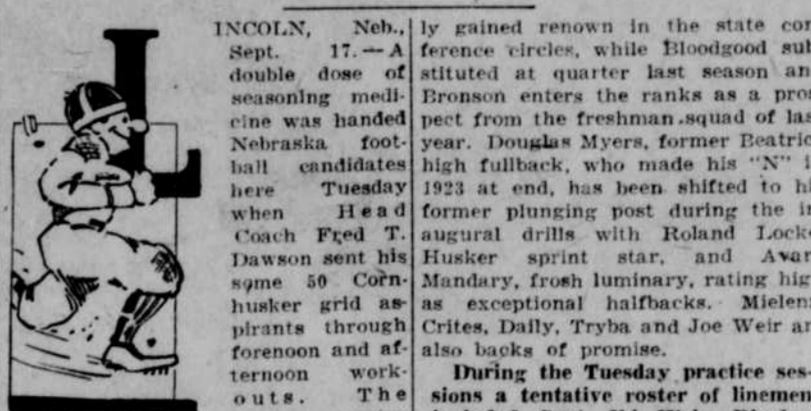 LINCOLN, Neb.,
Sept. 17.—A
double dose of
seasoning medi-
cine was handed
Nebraska foot-
ball candidates
here Tuesday
when Head
Coach Fred T.
Dawson sent his
some 50 Corn-
husker grid as-
pirants through
forenoon and af-
ternoon work-
outs. The
ly gained renown in the state con
ference circles, while Bloodgood sub
stituted at quarter last season an
Bronson enters the ranks as a pros
pect from the freshman squad of las
year. Douglas Myers, former Beatric
high fullback, who made his "N" i
1923 at end, has been shifted to hi
former plunging post during the in
augural drills with Roland Locke
Husker sprint star, and Avar
Mandary, frosh luminary, rating hig
as exceptional halfbacks. Mielenz
Crites, Daily, Tryba and Joe Weir ar
also backs of promise.
During the Tuesday practice ses-
sions a tentative roster of linemen